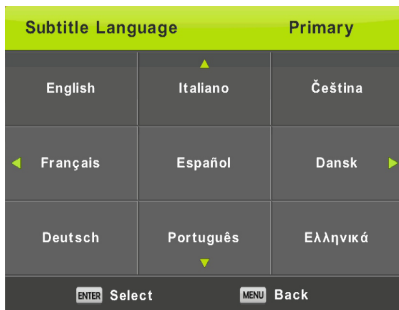 Subtitle Language Primary
English Italiano Čeština
Français Español Dansk
Deutsch Português Ελληνικά
ENTER Select MENU Back